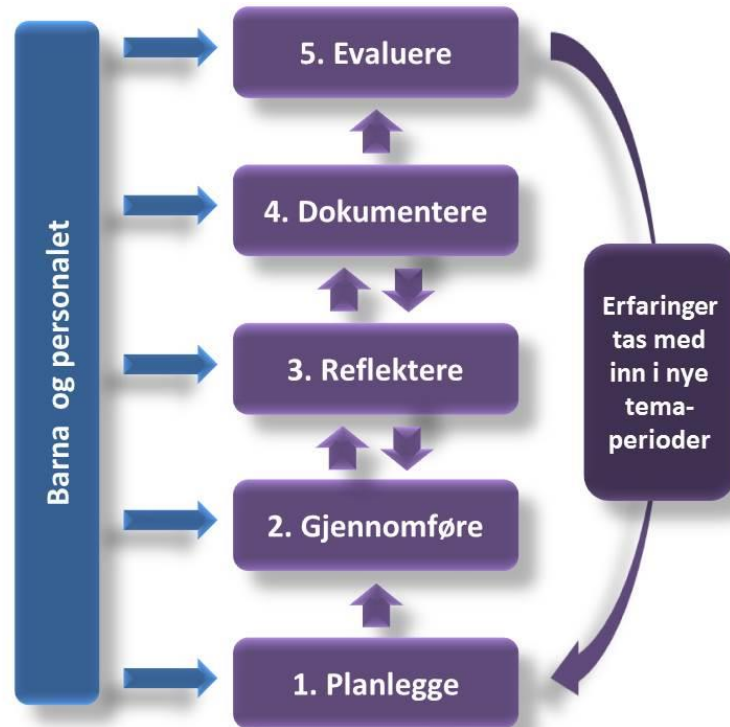 Barna og personalet
5. Evaluere
4. Dokumentere
3. Reflektere
2. Gjennomføre
1. Planlegge
Erfaringer
tas med
inn i nye
tema-
perioder